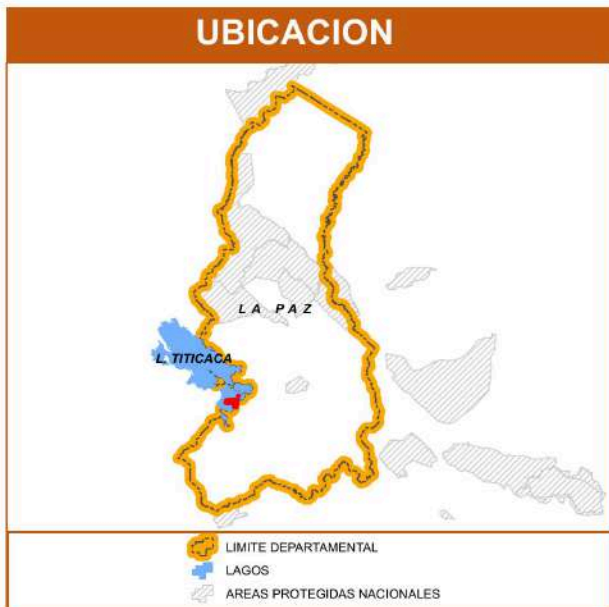 UBICACION
LA PAZ
L. TITICACA
LIMITE DEPARTAMENTAL
LAGOS
AREAS PROTEGIDAS NACIONALES